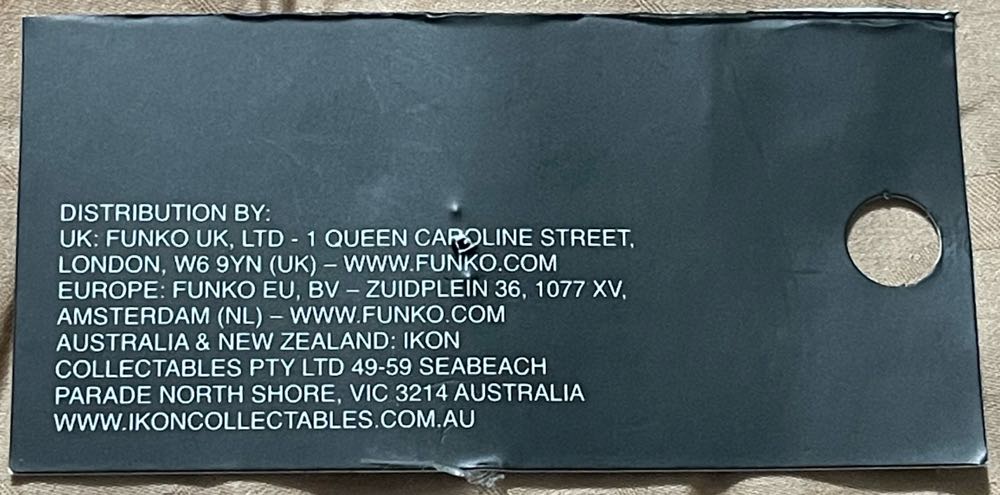 DISTRIBUTION BY:
UK: FUNKO UK, LTD - 1 QUEEN CAROLINE STREET,
LONDON, W6 9YN (UK) – WWW.FUNKO.COM
EUROPE: FUNKO EU, BV – ZUIDPLEIN 36, 1077 XV,
AMSTERDAM (NL) – WWW.FUNKO.COM
AUSTRALIA & NEW ZEALAND: IKON
COLLECTABLES PTY LTD 49-59 SEABEACH
PARADE NORTH SHORE, VIC 3214 AUSTRALIA
WWW.IKONCOLLECTABLES.COM.AU